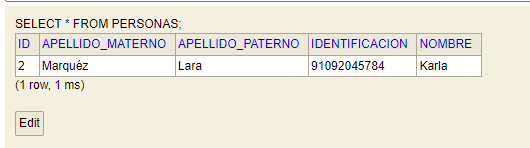 SELECT * FROM PERSONAS;
ID APELLIDO_MATERNO APELLIDO_PATERNO IDENTIFICACION NOMBRE
2 Marquéz Lara 91092045784 Karla
(1 row, 1 ms)
Edit